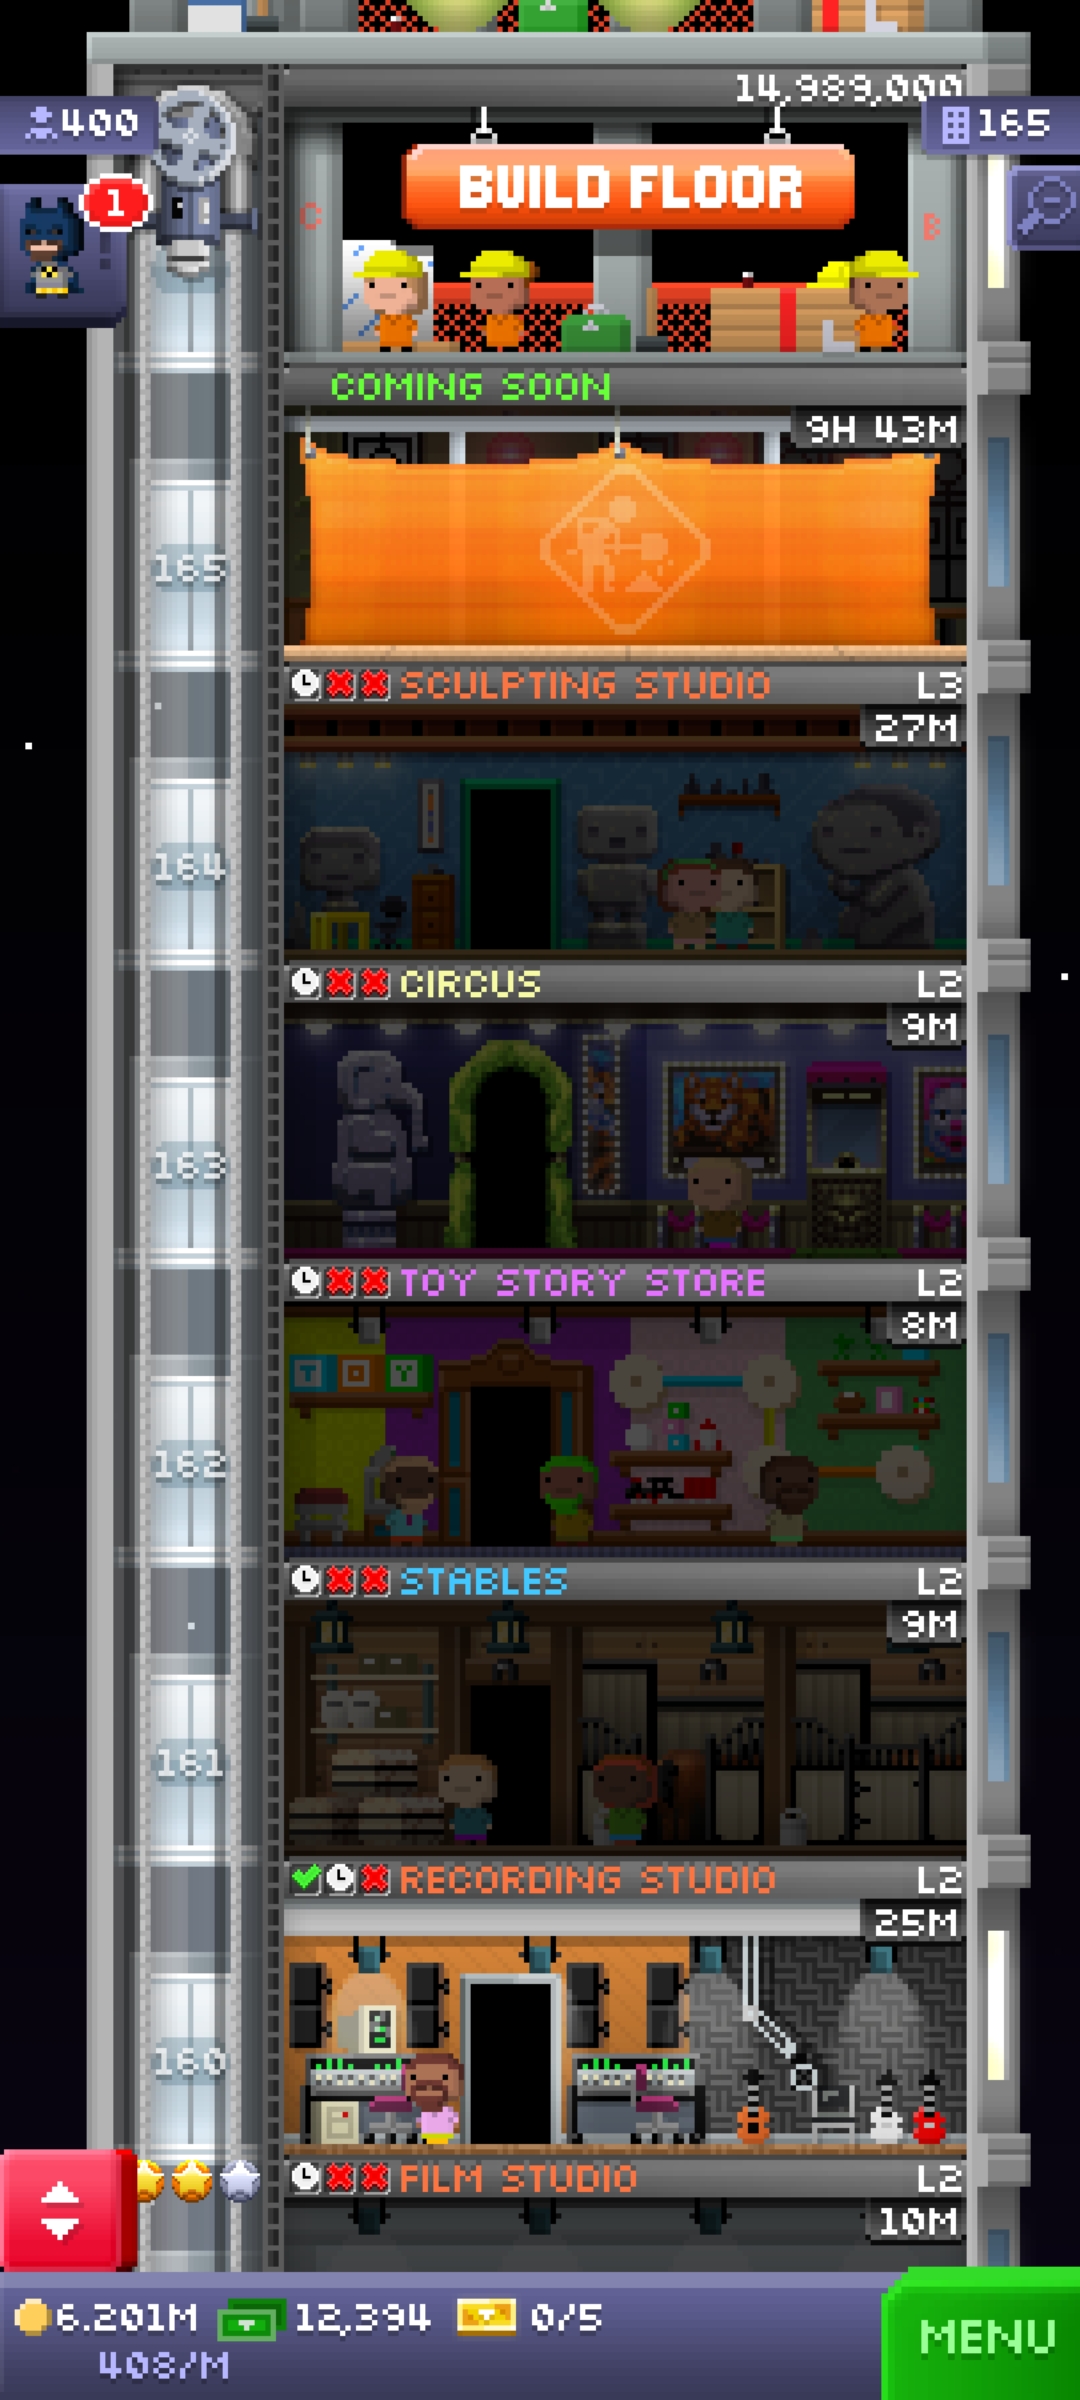 14,989,000
400
165
1
BUILD FLOOR
C
B
COMING SOON
9H 43M
165
SCULPTING STUDIO L3
27M
164
CIRCUS L2
9M
163
TOY STORY STORE L2
8M
T O Y
162
STABLES L2
9M
161
RECORDING STUDIO L2
25M
160
FILM STUDIO L2
10M
6.201M 12,394 0/5
408/M
MENU